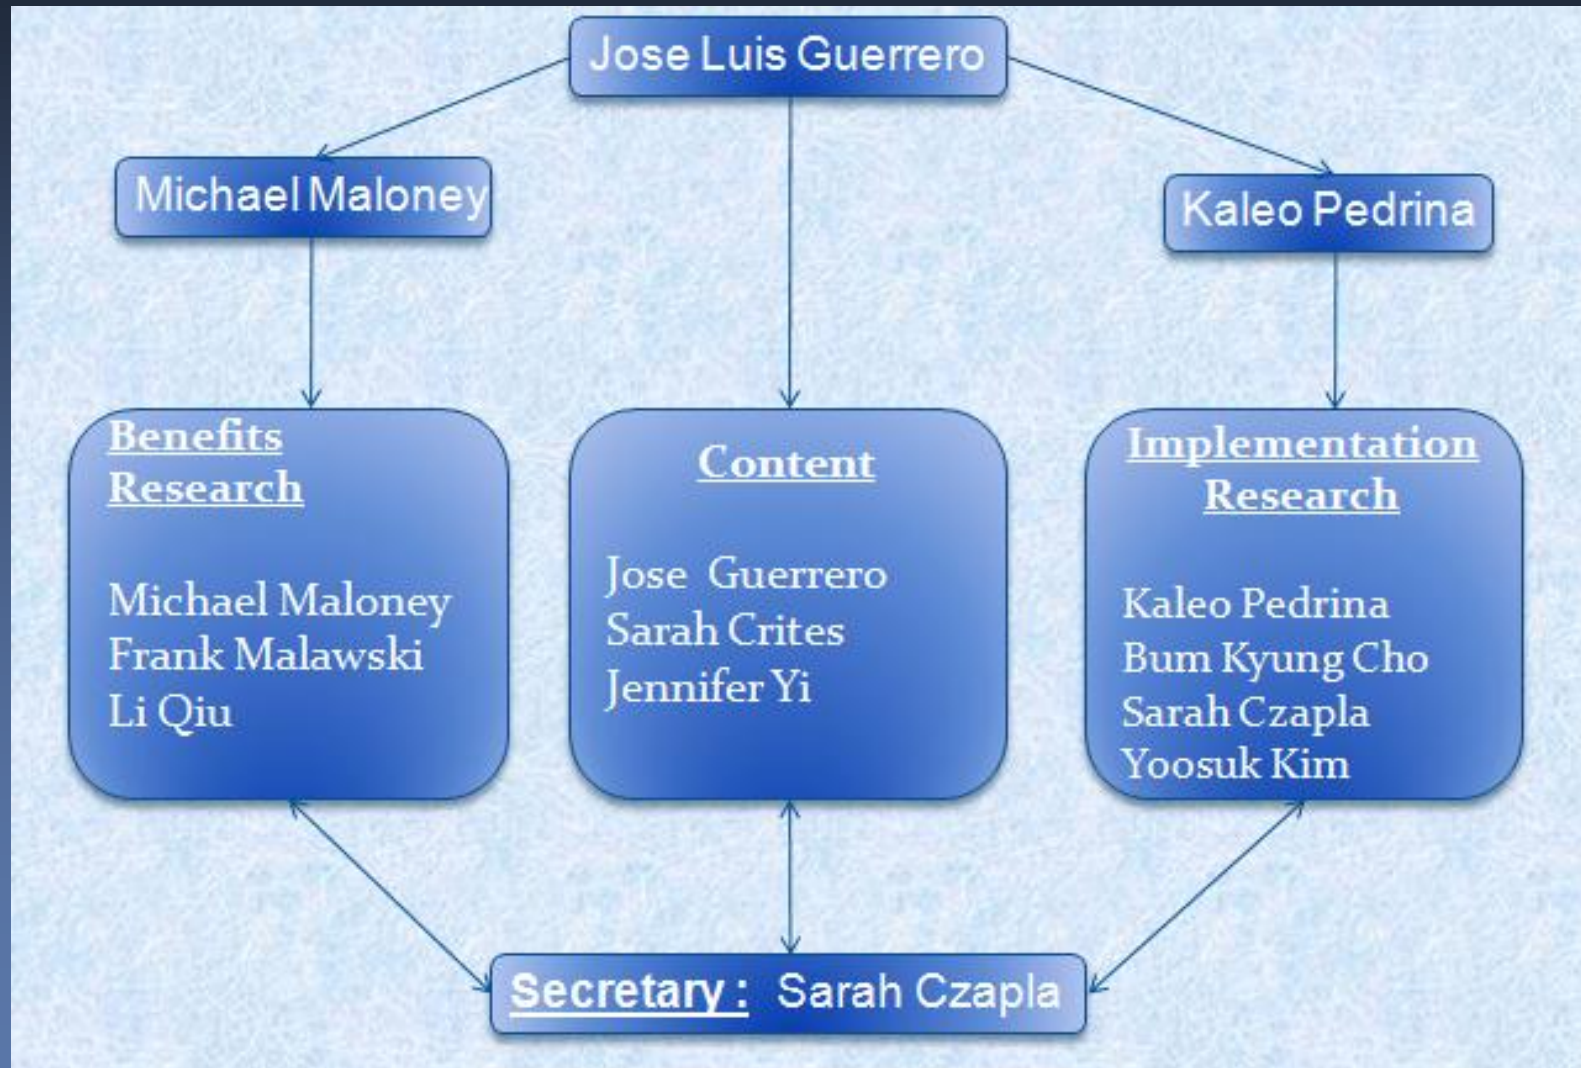 Jose Luis Guerrero
Michael Maloney
Kaleo Pedrina
Benefits
Research
Michael Maloney
Frank Malawski
Li Qiu
Content
Jose Guerrero
Sarah Crites
Jennifer Yi
Implementation
Research
Kaleo Pedrina
Bum Kyung Cho
Sarah Czapla
Yoosuk Kim
Secretary : Sarah Czapla